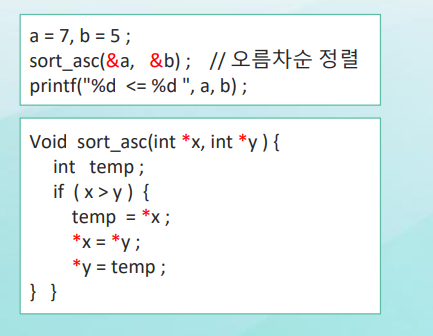 a = 7, b = 5 ;
sort_asc(&a, &b) ; // 오름차순 정렬
printf("%d <= %d ", a, b) ;
Void sort_asc(int *x, int *y ) {
int temp ;
if ( x > y ) {
temp = *x ;
*x = *y ;
*y = temp ;
} }